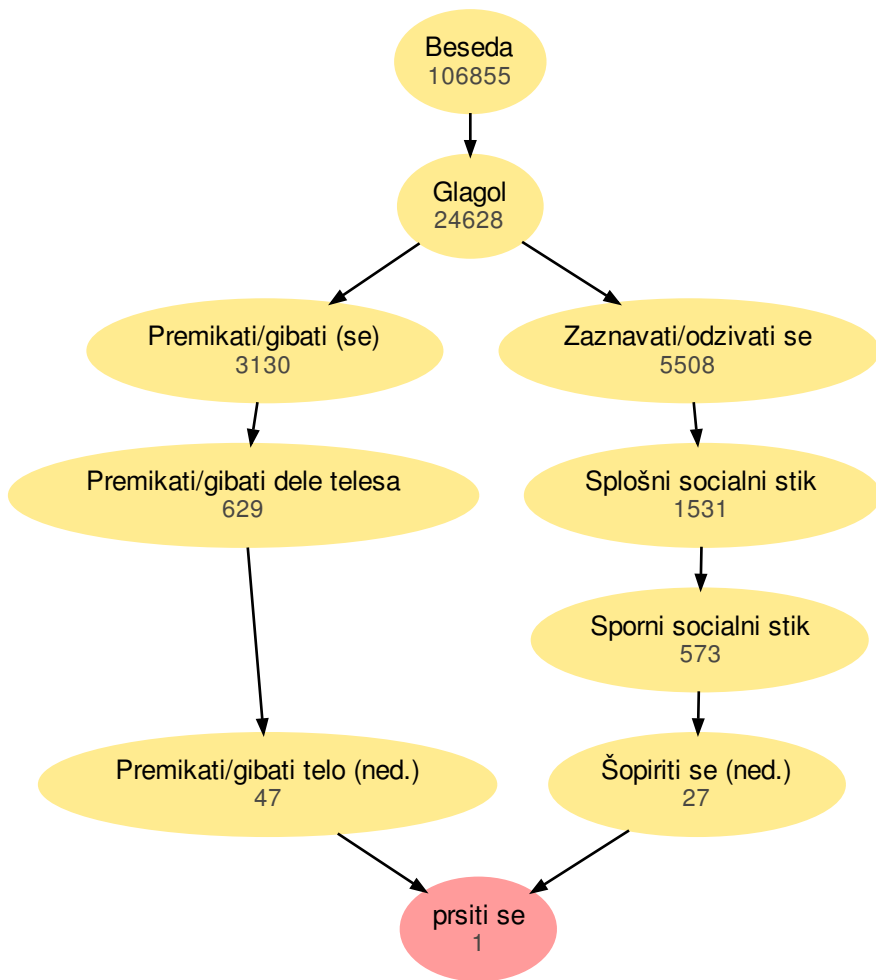 Beseda
106855
Glagol
24628
Premikati/gibati (se)
3130
Zaznavati/odzivati se
5508
Premikati/gibati dele telesa
629
Splošni socialni stik
1531
Sporni socialni stik
573
Premikati/gibati telo (ned.)
47
Šopiriti se (ned.)
27
prsiti se
1